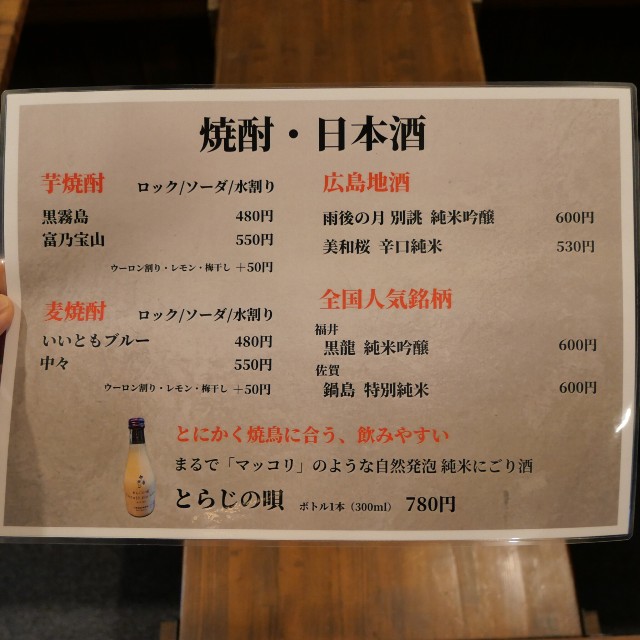 焼酎・日本酒
芋焼酎 ロック/ソーダ/水割り
黒霧島 480円
富乃宝山 550円
ウーロン割り・レモン・梅干し +50円
麦焼酎 ロック/ソーダ/水割り
いいともブルー 480円
中々 550円
ウーロン割り・レモン・梅干し +50円
広島地酒
雨後の月 別誂 純米吟醸 600円
美和桜 辛口純米 530円
全国人気銘柄
福井
黒龍 純米吟醸 600円
佐賀
鍋島 特別純米 600円
とにかく焼鳥に合う、飲みやすい
まるで「マッコリ」のような自然発泡 純米にごり酒
とらじの唄 ボトル1本（300ml） 780円